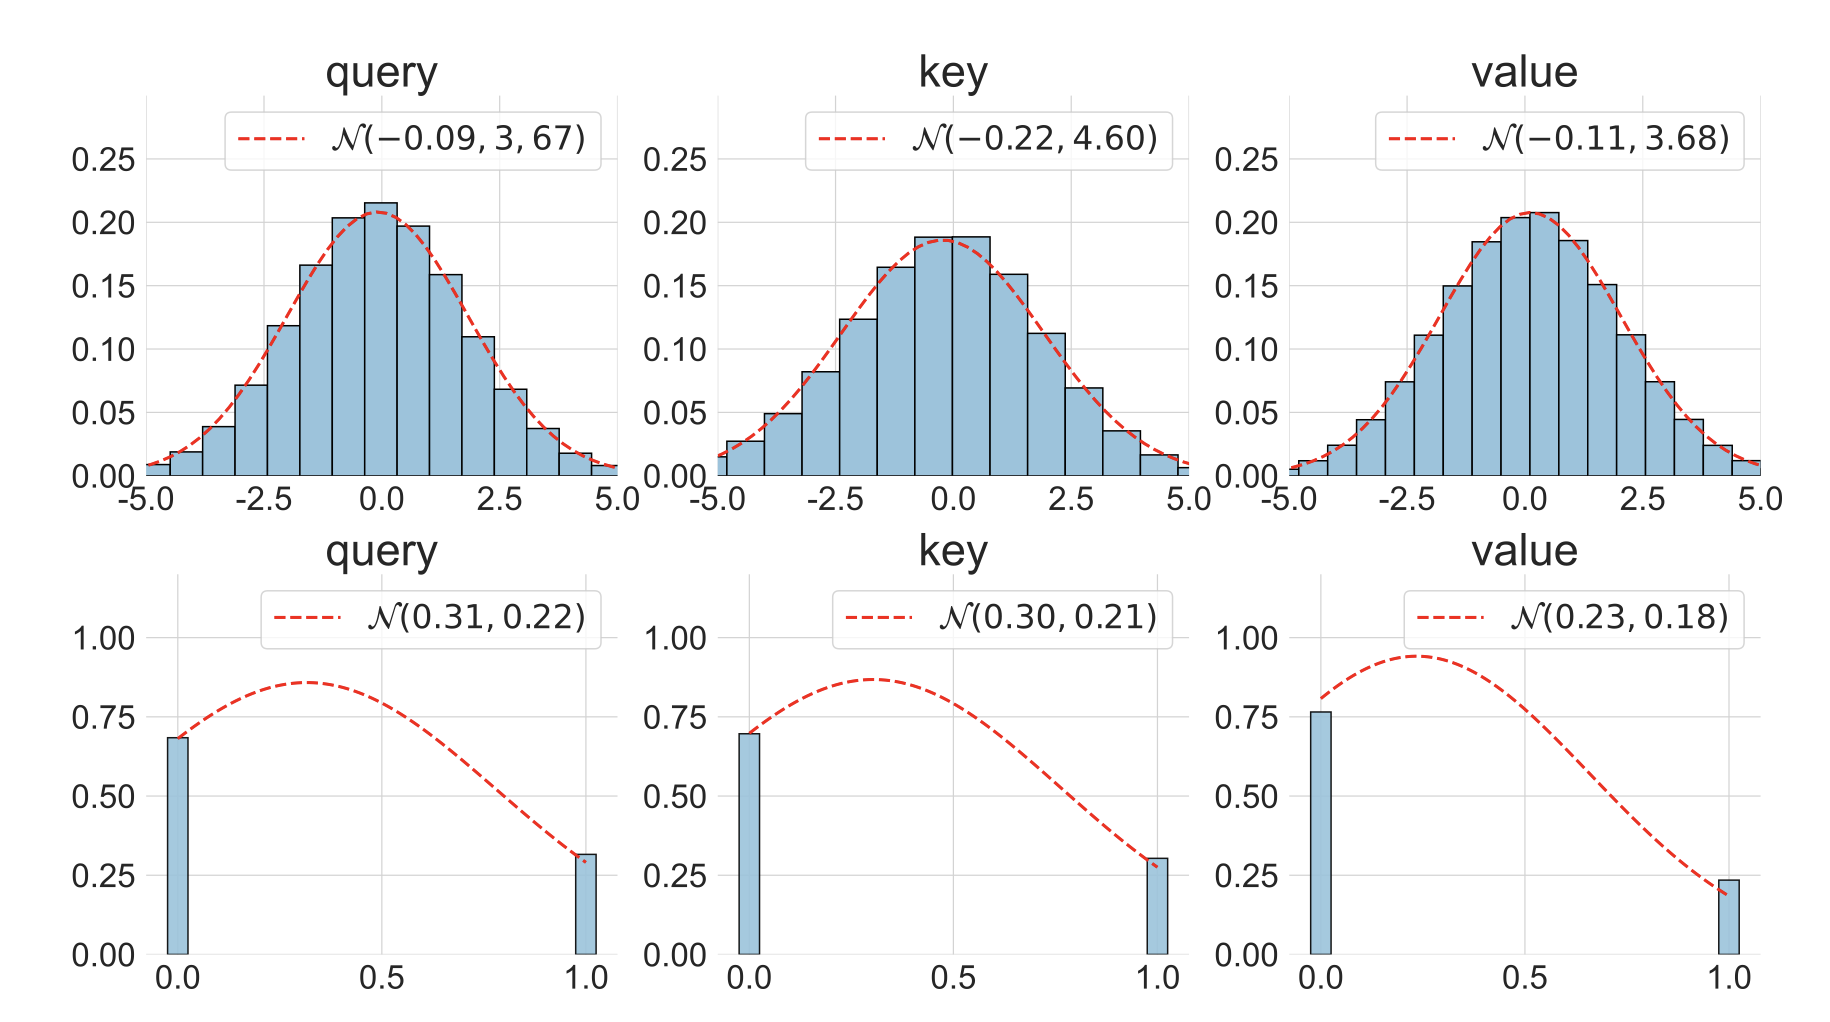 query key value
𝒩(−0.09, 3, 67) 𝒩(−0.22, 4.60) 𝒩(−0.11, 3.68)
0.25 0.25 0.25
0.20 0.20 0.20
0.15 0.15 0.15
0.10 0.10 0.10
0.05 0.05 0.05
0.00 0.00 0.00
-5.0 -2.5 0.0 2.5 5.0 -5.0 -2.5 0.0 2.5 5.0 -5.0 -2.5 0.0 2.5 5.0
query key value
𝒩(0.31, 0.22) 𝒩(0.30, 0.21) 𝒩(0.23, 0.18)
1.00 1.00 1.00
0.75 0.75 0.75
0.50 0.50 0.50
0.25 0.25 0.25
0.00 0.00 0.00
0.0 0.5 1.0 0.0 0.5 1.0 0.0 0.5 1.0